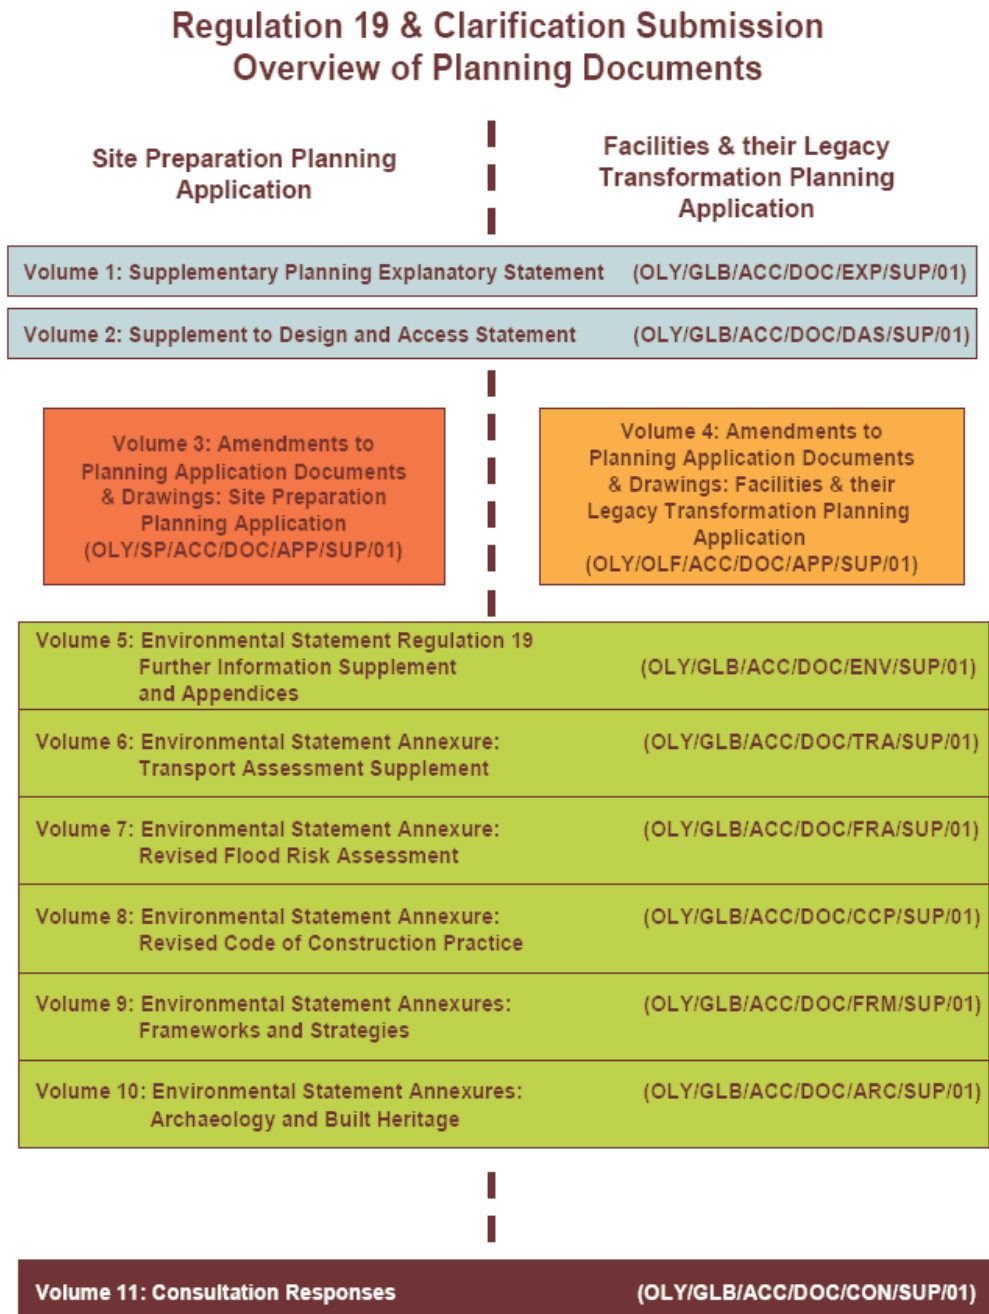 Regulation 19 & Clarification Submission
Overview of Planning Documents
Site Preparation Planning
Application
Facilities & their Legacy
Transformation Planning
Application
Volume 1: Supplementary Planning Explanatory Statement (OLY/GLB/ACC/DOC/EXP/SUP/01)
Volume 2: Supplement to Design and Access Statement (OLY/GLB/ACC/DOC/DAS/SUP/01)
Volume 3: Amendments to
Planning Application Documents
& Drawings: Site Preparation
Planning Application
(OLY/SP/ACC/DOC/APP/SUP/01)
Volume 4: Amendments to
Planning Application Documents
& Drawings: Facilities & their
Legacy Transformation Planning
Application
(OLY/OLF/ACC/DOC/APP/SUP/01)
Volume 5: Environmental Statement Regulation 19
Further Information Supplement (OLY/GLB/ACC/DOC/ENV/SUP/01)
and Appendices
Volume 6: Environmental Statement Annexure: (OLY/GLB/ACC/DOC/TRA/SUP/01)
Transport Assessment Supplement
Volume 7: Environmental Statement Annexure: (OLY/GLB/ACC/DOC/FRA/SUP/01)
Revised Flood Risk Assessment
Volume 8: Environmental Statement Annexure: (OLY/GLB/ACC/DOC/CCP/SUP/01)
Revised Code of Construction Practice
Volume 9: Environmental Statement Annexures: (OLY/GLB/ACC/DOC/FRM/SUP/01)
Frameworks and Strategies
Volume 10: Environmental Statement Annexures: (OLY/GLB/ACC/DOC/ARC/SUP/01)
Archaeology and Built Heritage
Volume 11: Consultation Responses (OLY/GLB/ACC/DOC/CON/SUP/01)